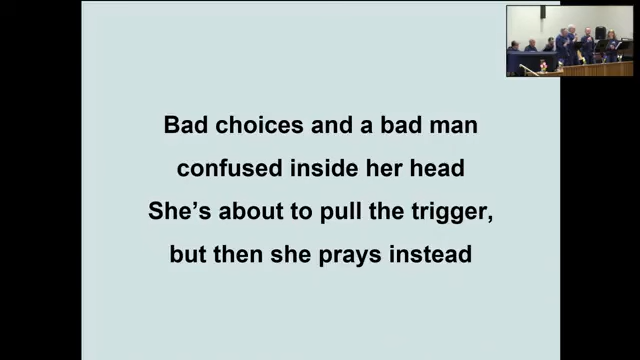 Bad choices and a bad man
confused inside her head
She’s about to pull the trigger,
but then she prays instead